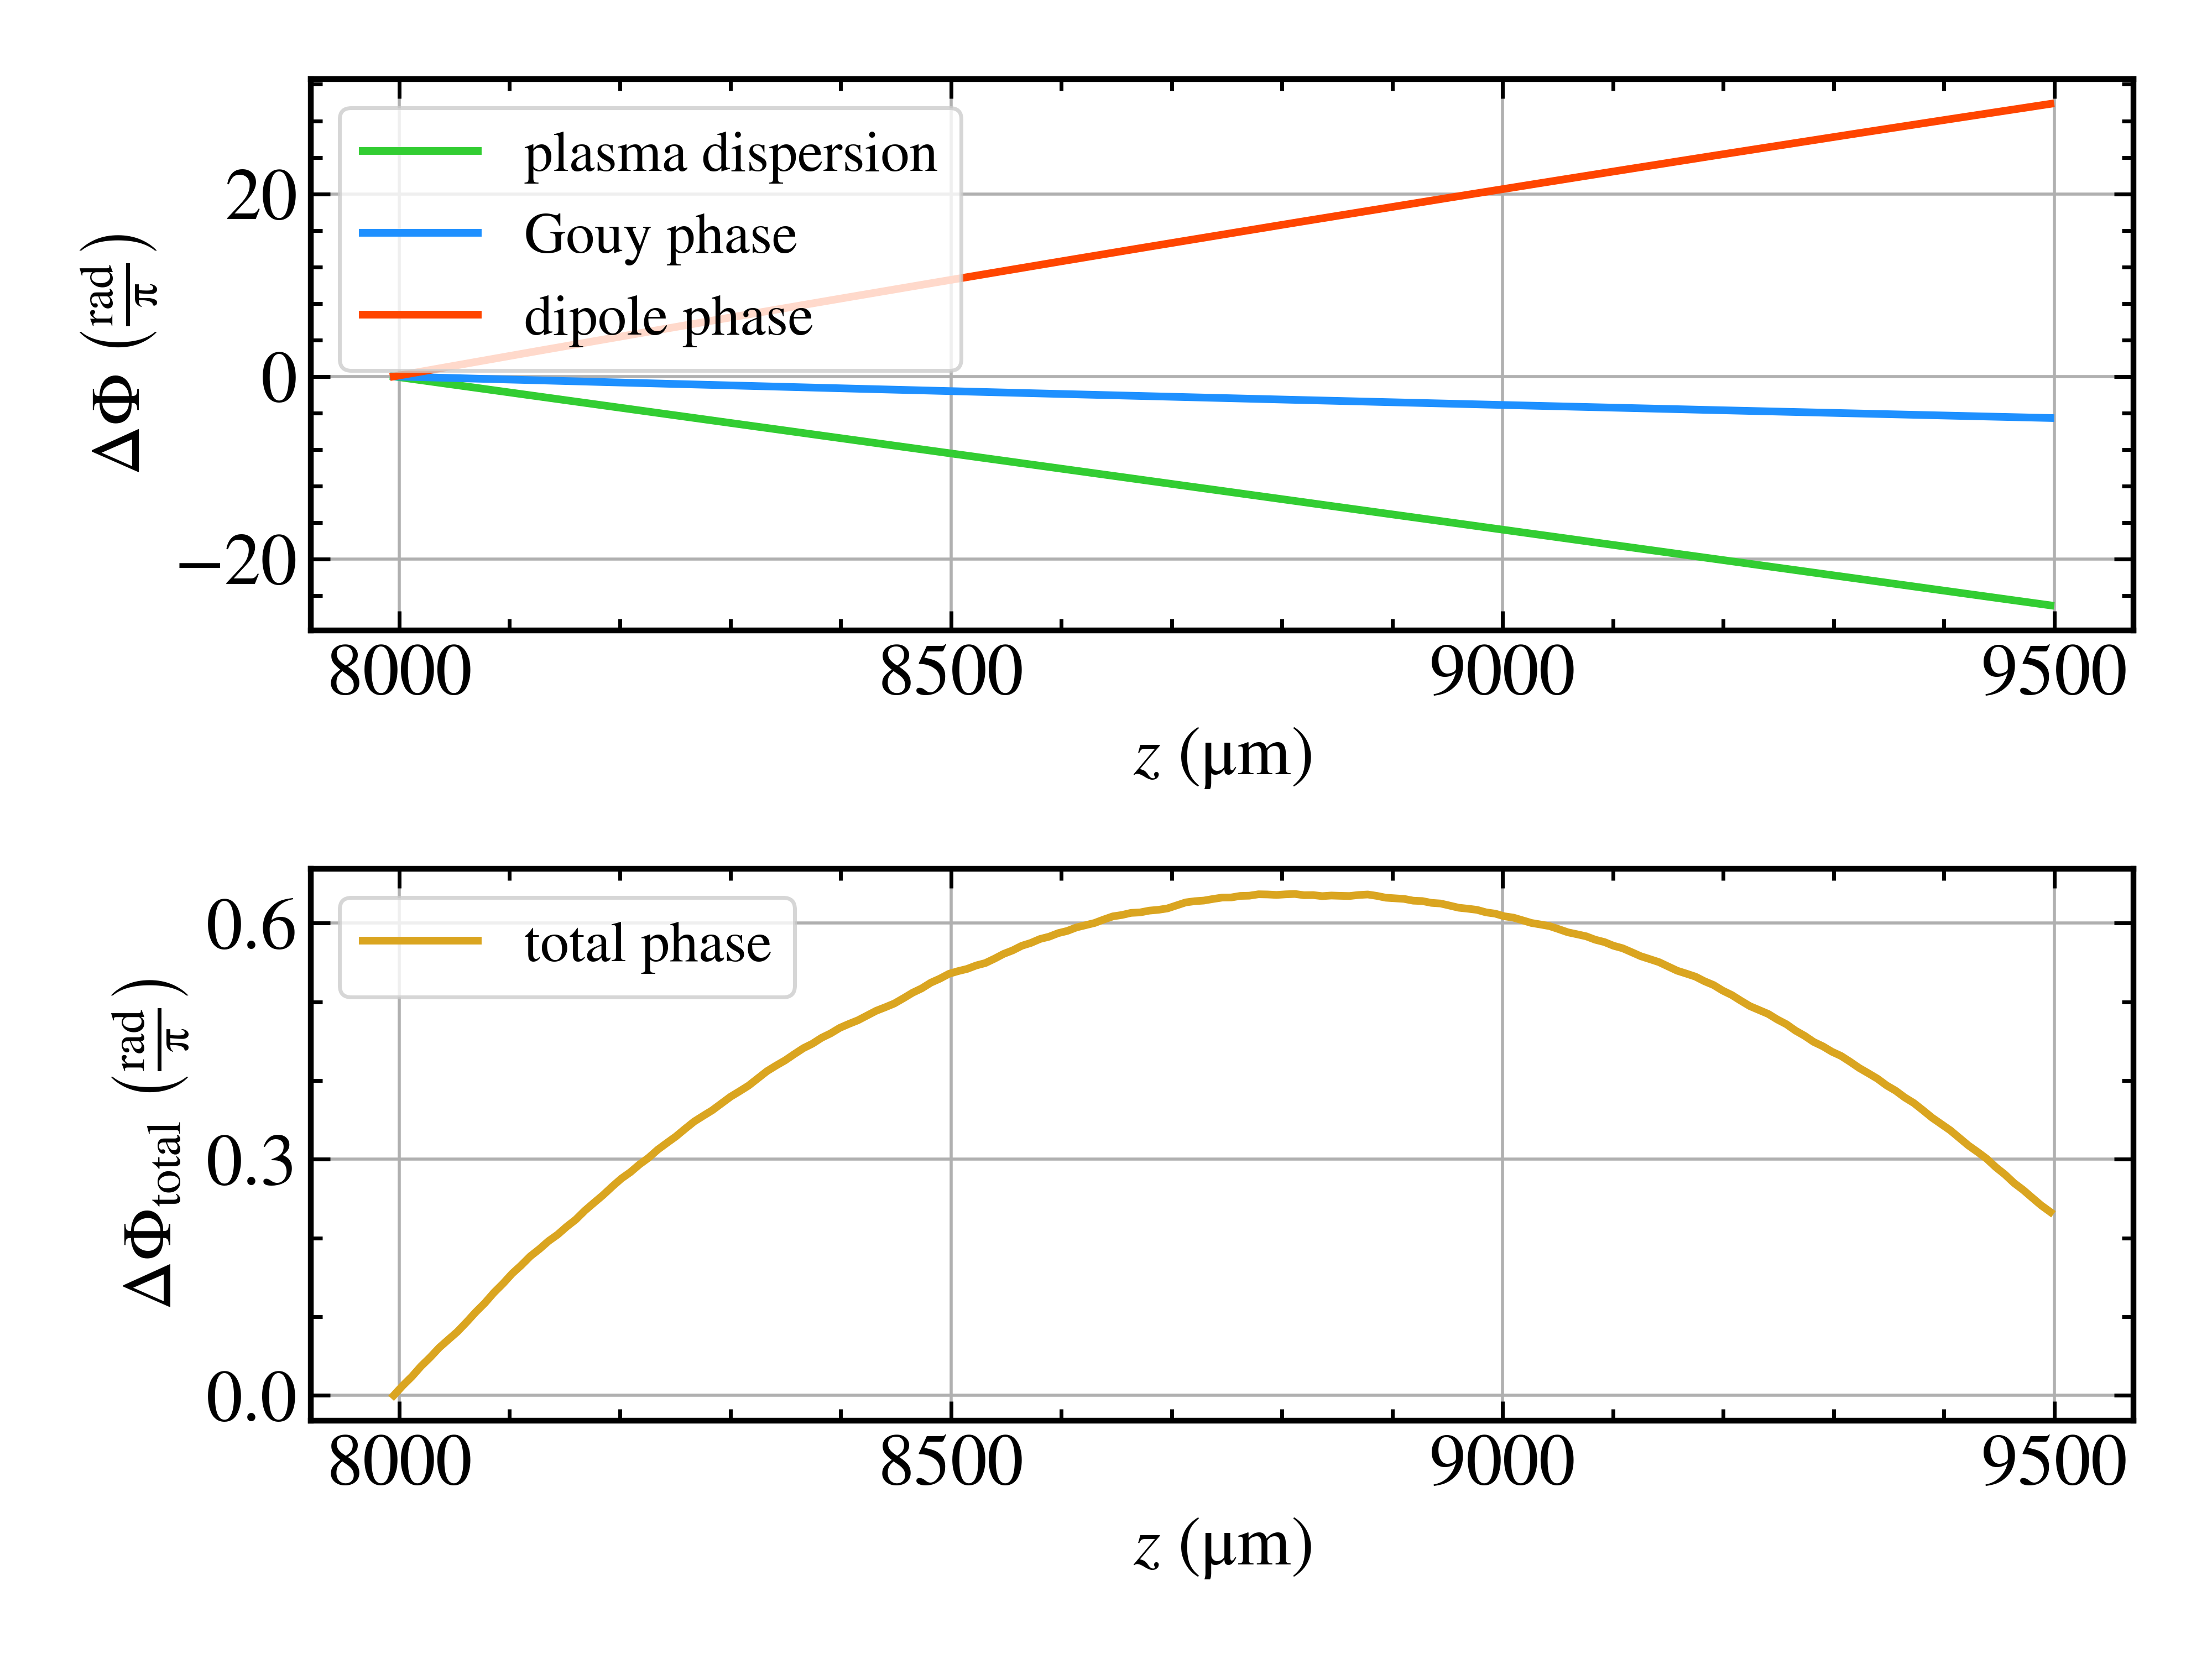 plasma dispersion
Gouy phase
dipole phase
20
0
−20
ΔΦ (rad/π)
8000 8500 9000 9500
z (μm)
total phase
0.6
0.3
0.0
ΔΦtotal (rad/π)
8000 8500 9000 9500
z (μm)